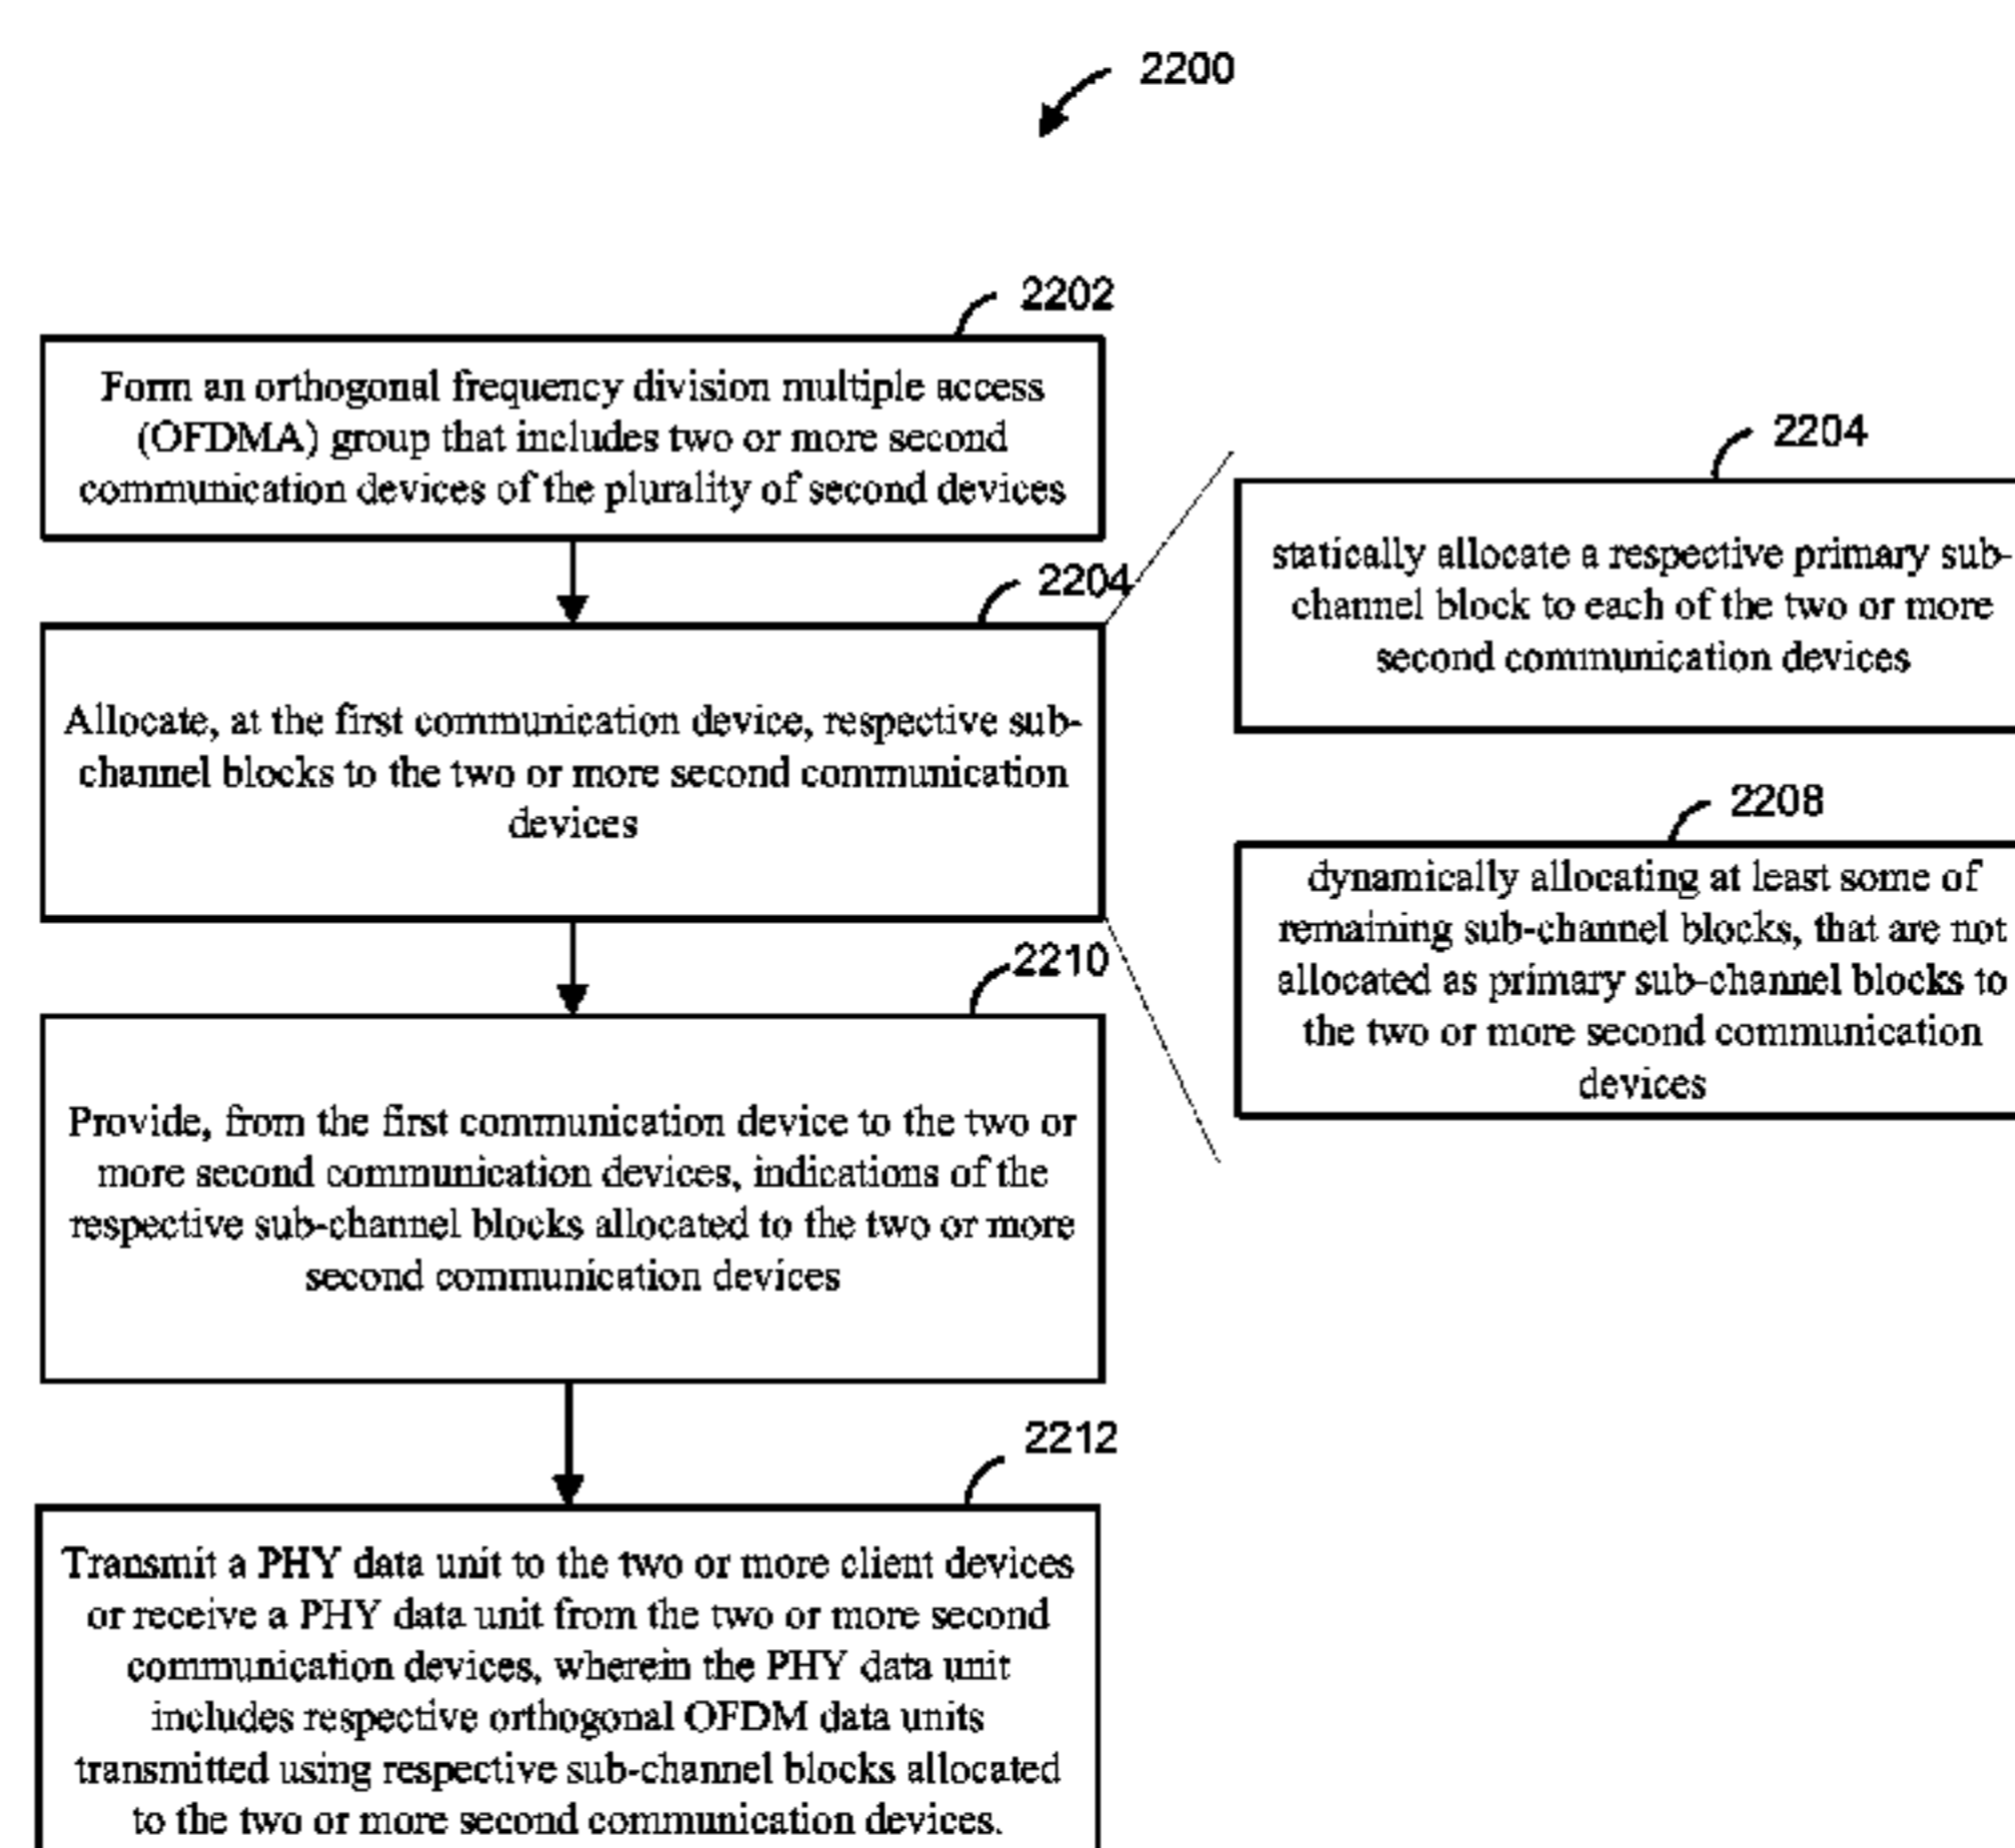 2200
2202
Form an orthogonal frequency division multiple access
(OFDMA) group that includes two or more second
communication devices of the plurality of second devices
2204
Allocate, at the first communication device, respective sub-
channel blocks to the two or more second communication
devices
2204
statically allocate a respective primary sub-
channel block to each of the two or more
second communication devices
2208
dynamically allocating at least some of
remaining sub-channel blocks, that are not
allocated as primary sub-channel blocks to
the two or more second communication
devices
2210
Provide, from the first communication device to the two or
more second communication devices, indications of the
respective sub-channel blocks allocated to the two or more
second communication devices
2212
Transmit a PHY data unit to the two or more client devices
or receive a PHY data unit from the two or more second
communication devices, wherein the PHY data unit
includes respective orthogonal OFDM data units
transmitted using respective sub-channel blocks allocated
to the two or more second communication devices.